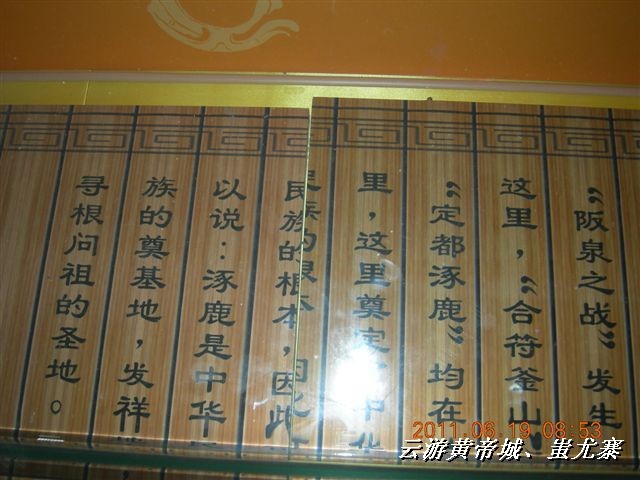 “阪泉之战”发生
这里，“合符釜山”
“定都涿鹿”均在
里，这里奠定
民族的根本，因此
以说：涿鹿是中华
族的奠基地，发祥
寻根问祖的圣地。
2011.06.19 08:53
云游黄帝城、蚩尤寨